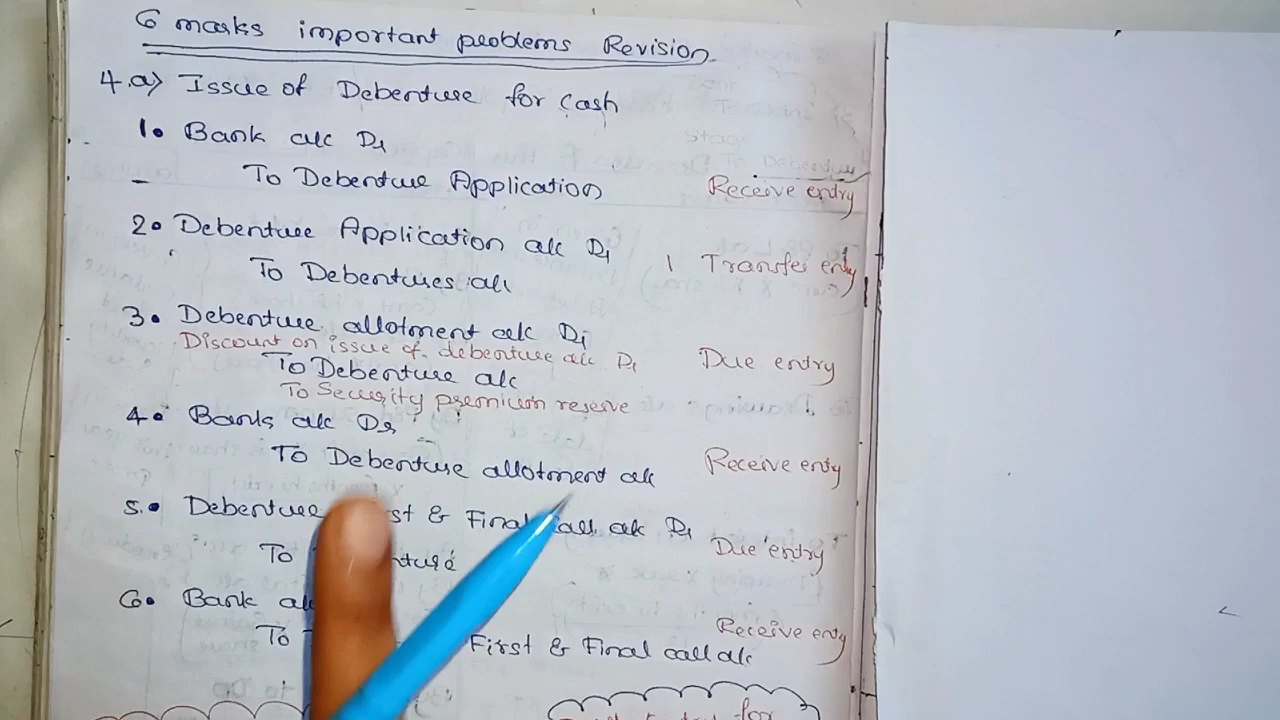 6 marks important problems Revision.
4.a) Issue of Debenture for cash
1. Bank a/c Dr
To Debenture Application Receive entry
2. Debenture Application a/c Dr
To Debentures a/c Transfer entry
3. Debenture allotment a/c Dr
Discount on issue of debenture a/c Dr Due entry
To Debenture a/c
To Security premium reserve
4. Bank a/c Dr
To Debenture allotment a/c Receive entry
5. Debenture & Final call a/c Dr
To Due entry
6. Bank
To First & Final call a/c Receive entry
for